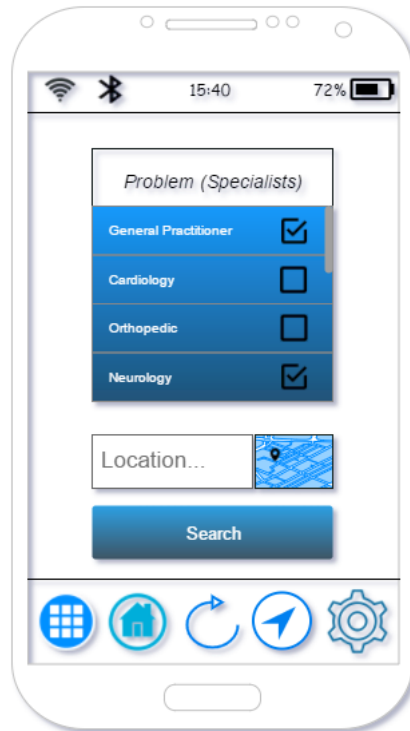 15:40 72%
Problem (Specialists)
General Practitioner
Cardiology
Orthopedic
Neurology
Location...
Search